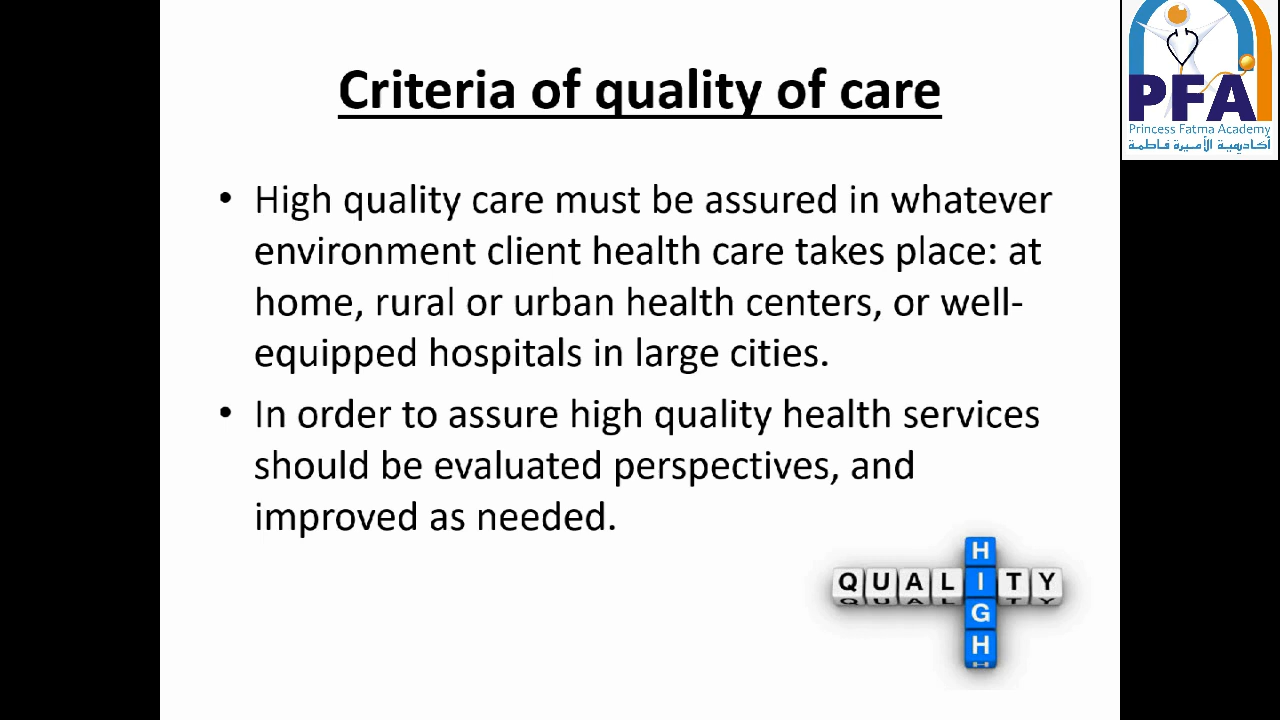 Criteria of quality of care
• High quality care must be assured in whatever
environment client health care takes place: at
home, rural or urban health centers, or well-
equipped hospitals in large cities.
• In order to assure high quality health services
should be evaluated perspectives, and
improved as needed.
PFA
Princess Fatma Academy
أكاديمية الأميرة فاطمة
QUALITY
HIGH